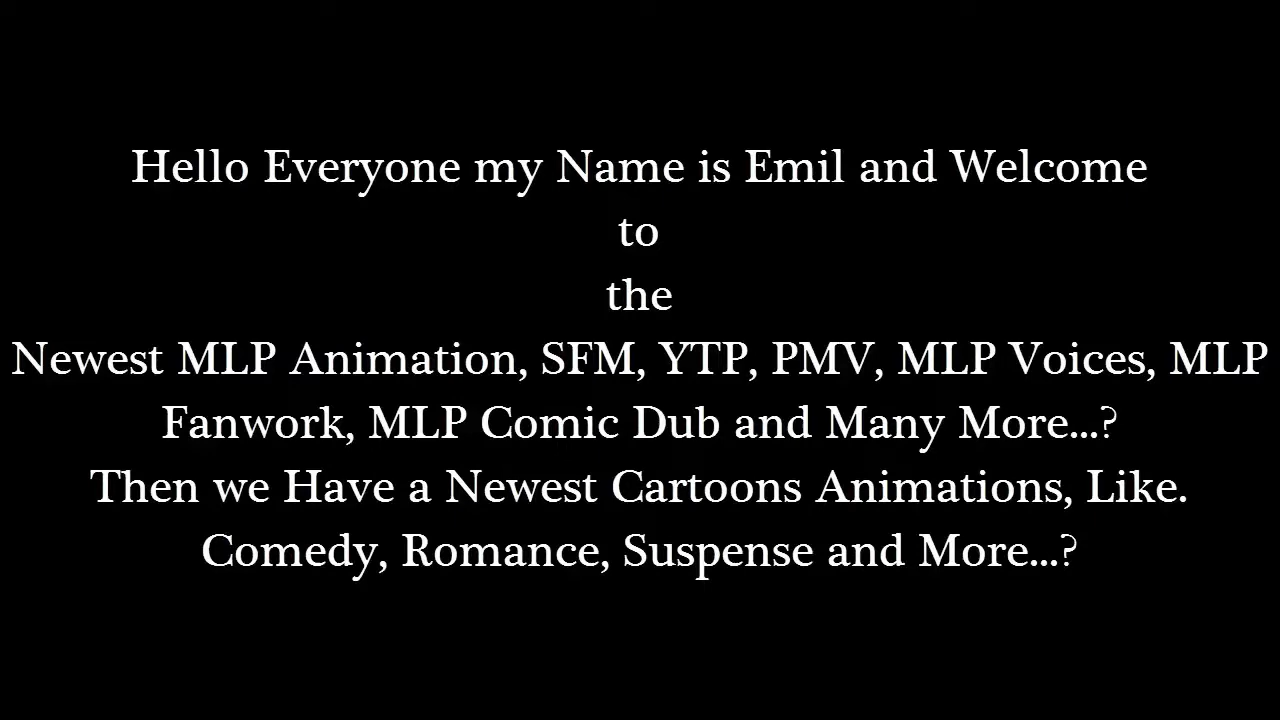 Hello Everyone my Name is Emil and Welcome
to
the
Newest MLP Animation, SFM, YTP, PMV, MLP Voices, MLP
Fanwork, MLP Comic Dub and Many More...?
Then we Have a Newest Cartoons Animations, Like.
Comedy, Romance, Suspense and More...?